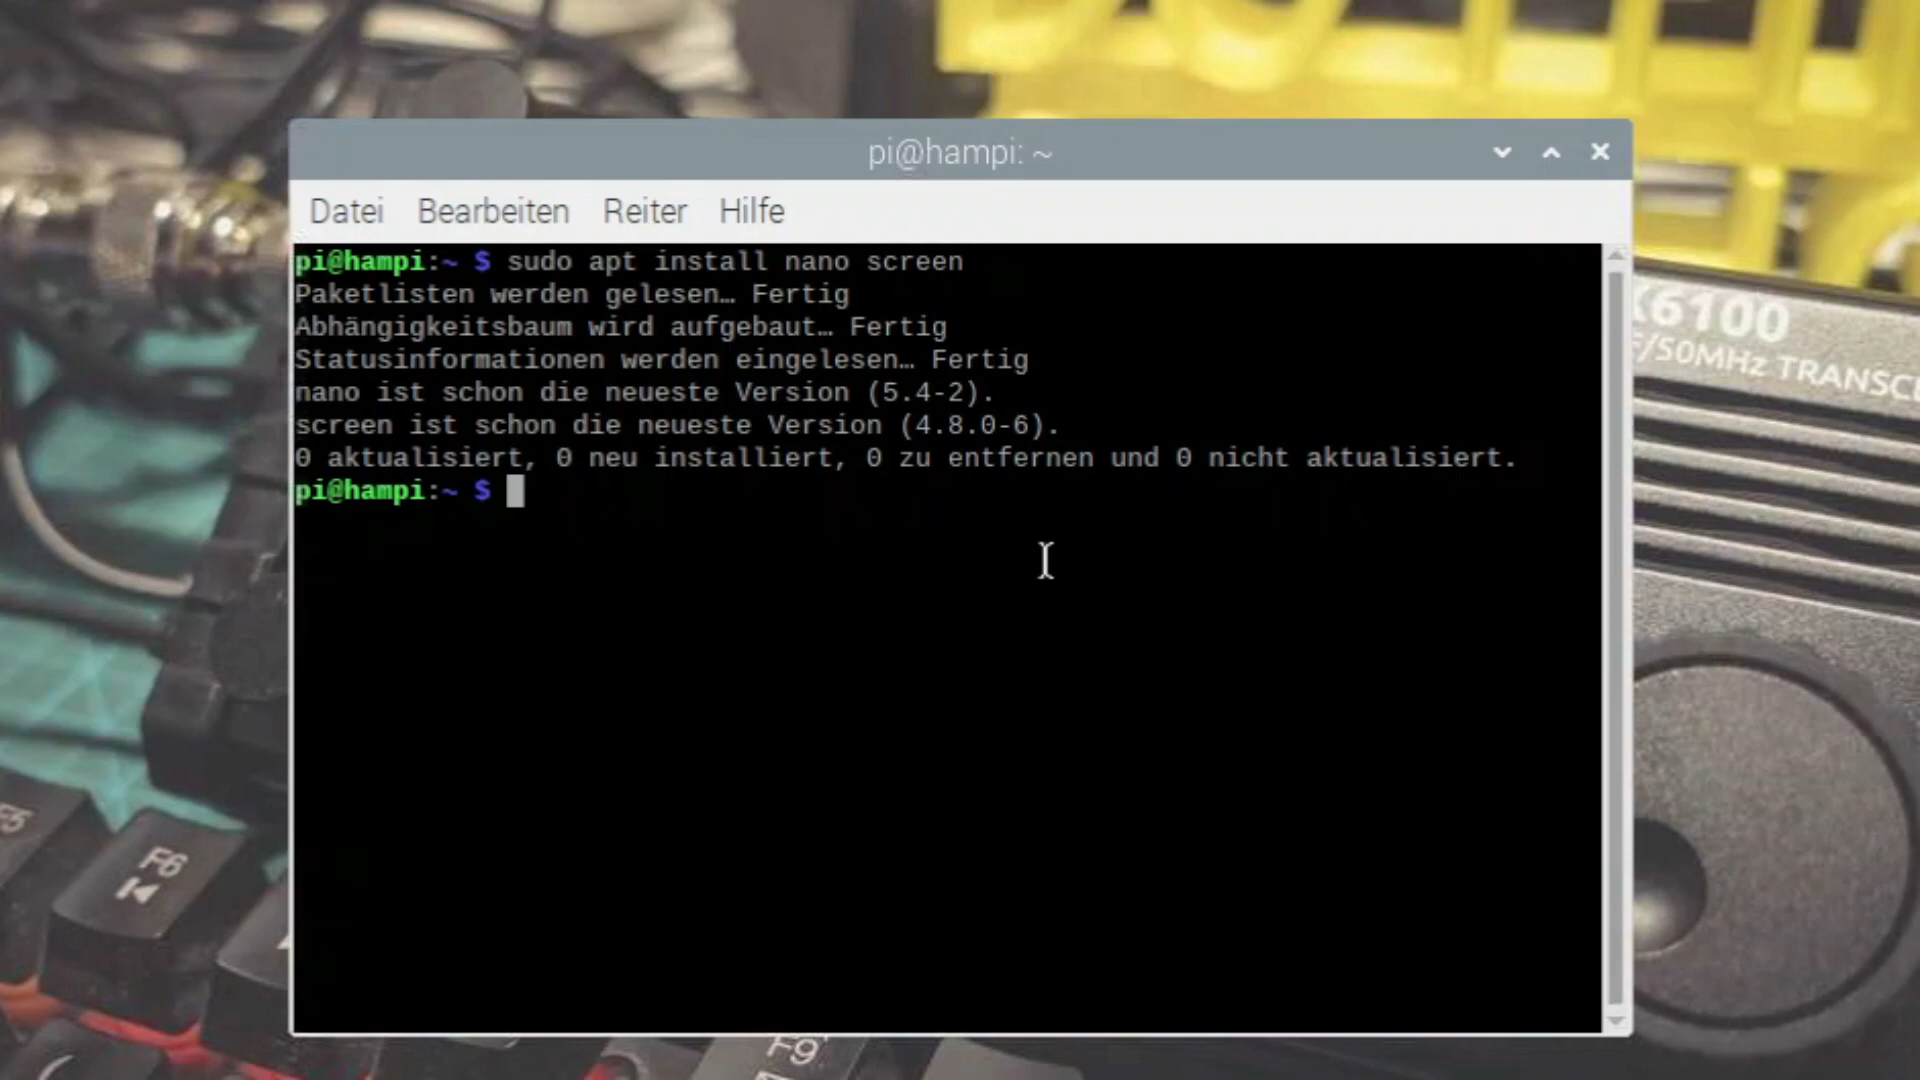 pi@hampi: ~
Datei Bearbeiten Reiter Hilfe
pi@hampi:~ $ sudo apt install nano screen
Paketlisten werden gelesen… Fertig
Abhängigkeitsbaum wird aufgebaut… Fertig
Statusinformationen werden eingelesen… Fertig
nano ist schon die neueste Version (5.4-2).
screen ist schon die neueste Version (4.8.0-6).
0 aktualisiert, 0 neu installiert, 0 zu entfernen und 0 nicht aktualisiert.
pi@hampi:~ $
6100
/50MHz
F5
F6
F9